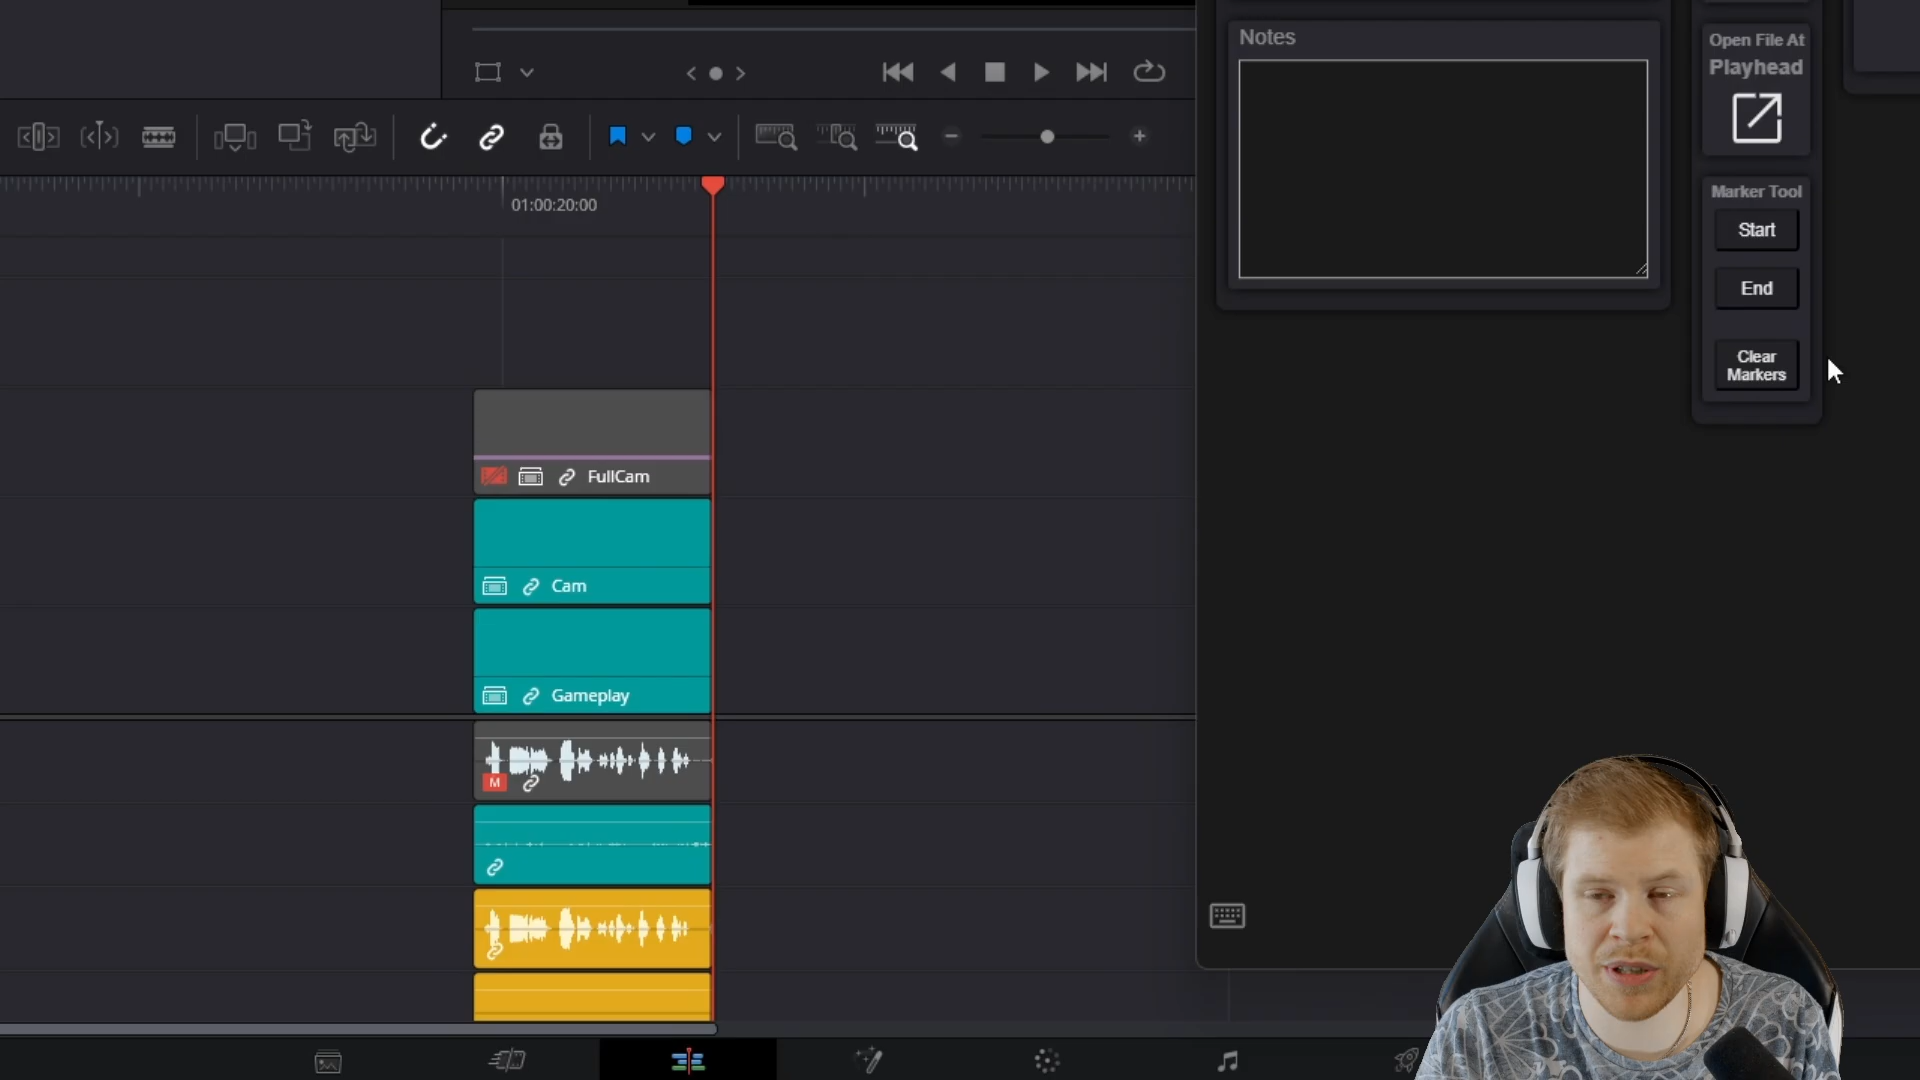 Notes
Open File At
Playhead
Marker Tool
Start
End
Clear
Markers
01:00:20:00
FullCam
Cam
Gameplay
M